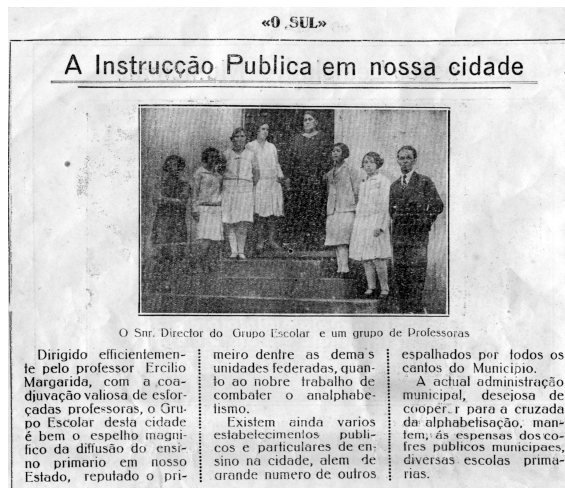 «O SUL»
A Instrucção Publica em nossa cidade
O Snr. Director do Grupo Escolar e um grupo de Professoras
Dirigido efficientemen-
te pelo professor Ercilio
Margarida, com a coa-
djuvação valiosa de esfor-
çadas professoras, o Gru-
po Escolar desta cidade
é bem o espelho magni-
fico da diffusão do ensi-
no primario em nosso
Estado, reputado o pri-
meiro dentre as demais
unidades federadas, quan-
to ao nobre trabalho de
combater o analphabe-
tismo.
Existem ainda varios
estabelecimentos publi-
cos e particulares de en-
sino na cidade, alem de
grande numero de outros
espalhados por todos os
cantos do Municipio.
A actual administração
municipal, desejosa de
cooperar para a cruzada
da alphabetisação, man-
tem, ás espensas dos co-
fres publicos municipaes,
diversas escolas prima-
rias.